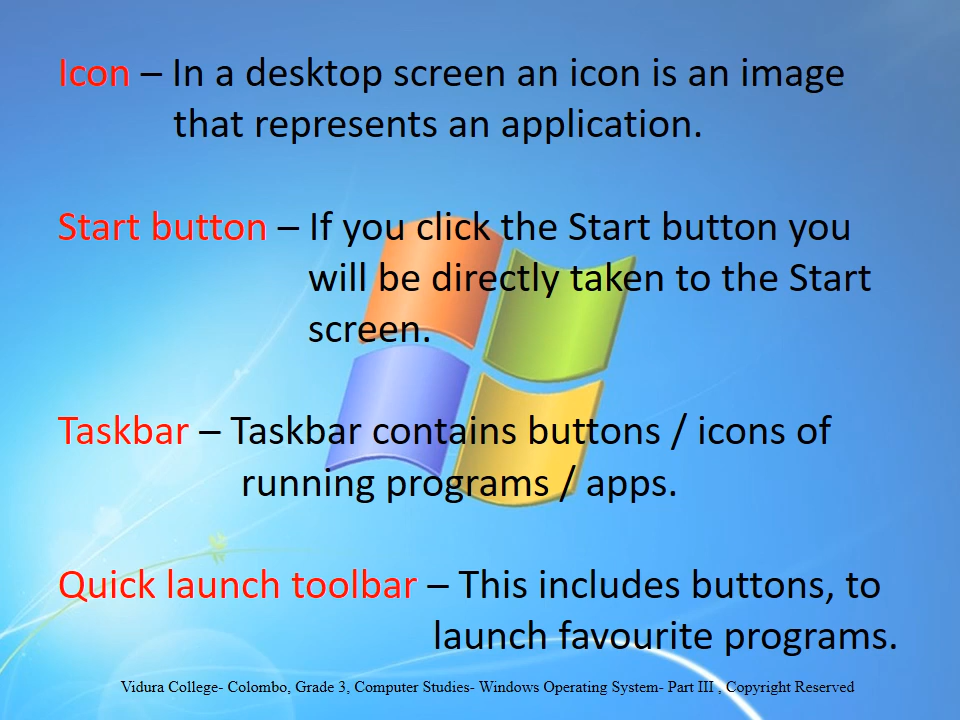 Icon – In a desktop screen an icon is an image
that represents an application.
Start button – If you click the Start button you
will be directly taken to the Start
screen.
Taskbar – Taskbar contains buttons / icons of
running programs / apps.
Quick launch toolbar – This includes buttons, to
launch favourite programs.
Vidura College- Colombo, Grade 3, Computer Studies- Windows Operating System- Part III , Copyright Reserved